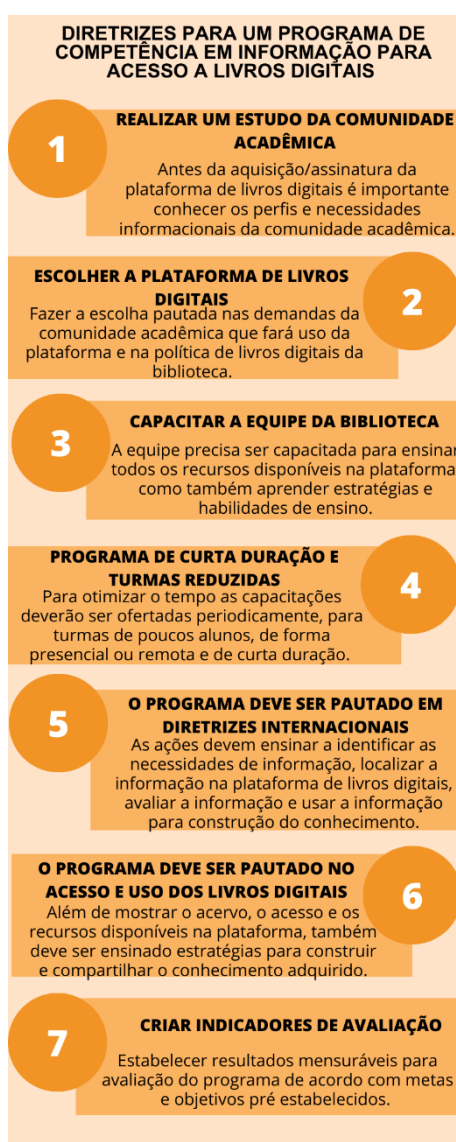 DIRETRIZES PARA UM PROGRAMA DE
COMPETÊNCIA EM INFORMAÇÃO PARA
ACESSO A LIVROS DIGITAIS
1
REALIZAR UM ESTUDO DA COMUNIDADE
ACADÊMICA
Antes da aquisição/assinatura da
plataforma de livros digitais é importante
conhecer os perfis e necessidades
informacionais da comunidade acadêmica.
2
ESCOLHER A PLATAFORMA DE LIVROS
DIGITAIS
Fazer a escolha pautada nas demandas da
comunidade acadêmica que fará uso da
plataforma e na política de livros digitais da
biblioteca.
3
CAPACITAR A EQUIPE DA BIBLIOTECA
A equipe precisa ser capacitada para ensinar
todos os recursos disponíveis na plataforma
como também aprender estratégias e
habilidades de ensino.
4
PROGRAMA DE CURTA DURAÇÃO E
TURMAS REDUZIDAS
Para otimizar o tempo as capacitações
deverão ser ofertadas periodicamente, para
turmas de poucos alunos, de forma
presencial ou remota e de curta duração.
5
O PROGRAMA DEVE SER PAUTADO EM
DIRETRIZES INTERNACIONAIS
As ações devem ensinar a identificar as
necessidades de informação, localizar a
informação na plataforma de livros digitais,
avaliar a informação e usar a informação
para construção do conhecimento.
6
O PROGRAMA DEVE SER PAUTADO NO
ACESSO E USO DOS LIVROS DIGITAIS
Além de mostrar o acervo, o acesso e os
recursos disponíveis na plataforma, também
deve ser ensinado estratégias para construir
e compartilhar o conhecimento adquirido.
7
CRIAR INDICADORES DE AVALIAÇÃO
Estabelecer resultados mensuráveis para
avaliação do programa de acordo com metas
e objetivos pré estabelecidos.